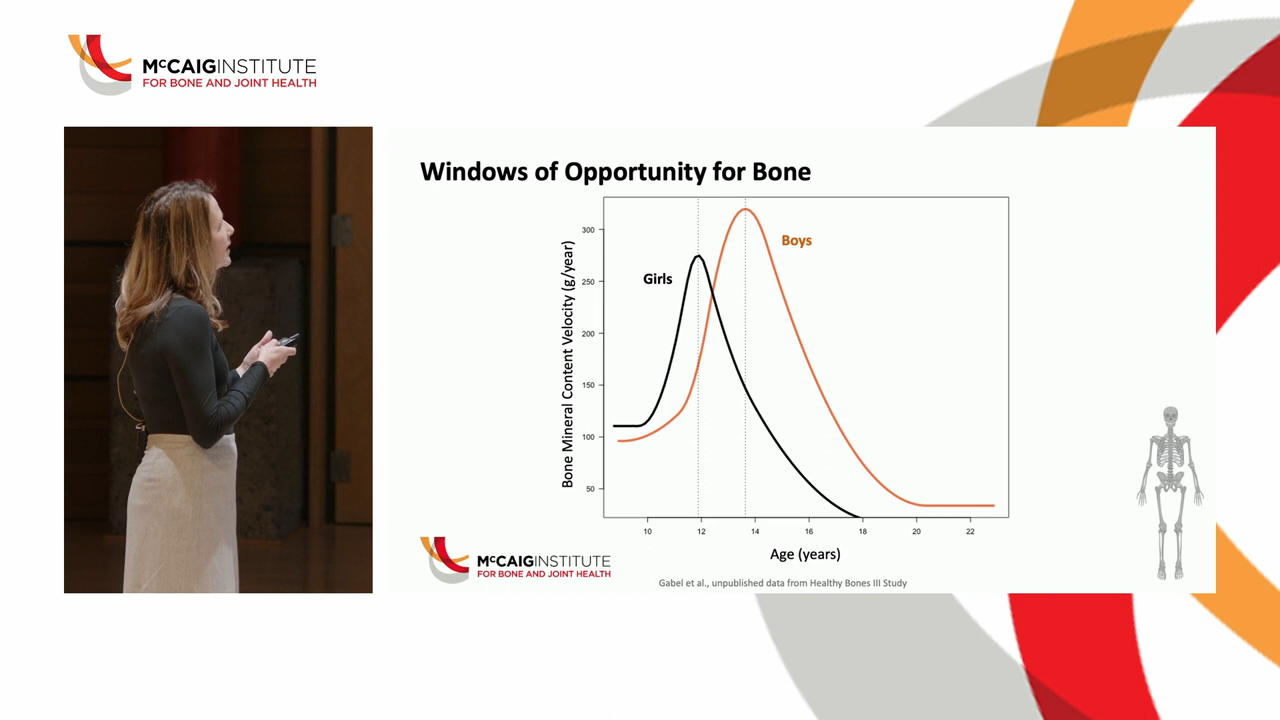 McCAIGINSTITUTE
FOR BONE AND JOINT HEALTH
Windows of Opportunity for Bone
Bone Mineral Content Velocity (g/year)
300
250
200
150
100
50
Girls
Boys
10 12 14 16 18 20 22
Age (years)
McCAIGINSTITUTE
FOR BONE AND JOINT HEALTH
Gabel et al., unpublished data from Healthy Bones III Study